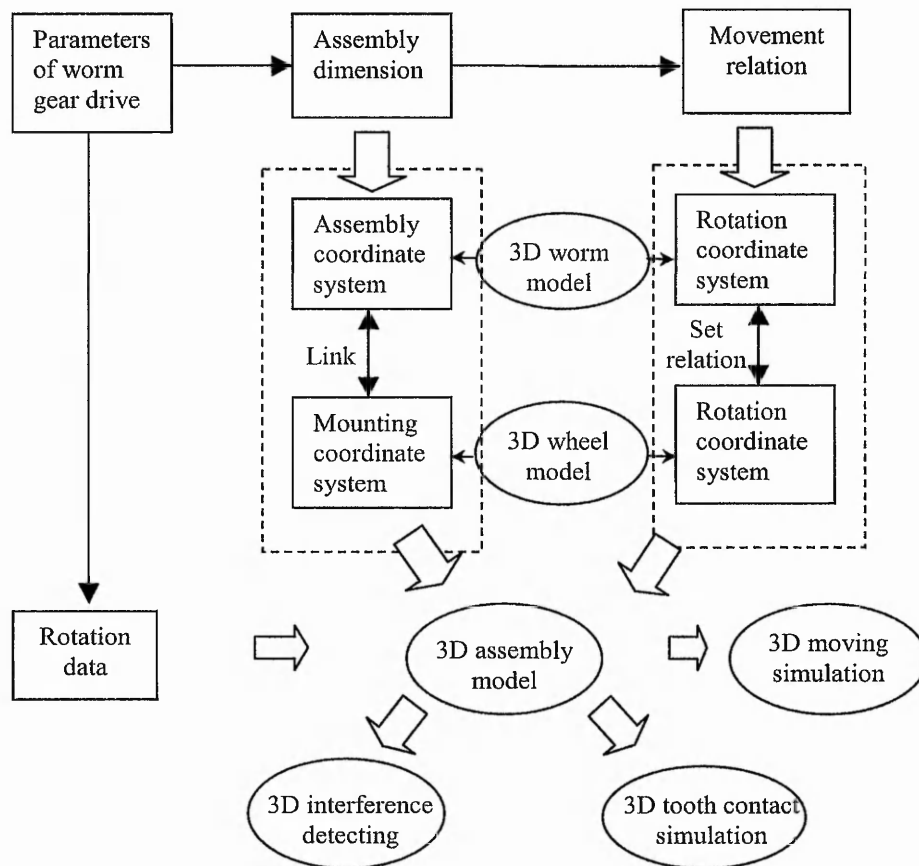 Parameters
of worm
gear drive
Assembly
dimension
Movement
relation
Assembly
coordinate
system
3D worm
model
Rotation
coordinate
system
Link
Set
relation
Mounting
coordinate
system
3D wheel
model
Rotation
coordinate
system
Rotation
data
3D assembly
model
3D moving
simulation
3D interference
detecting
3D tooth contact
simulation